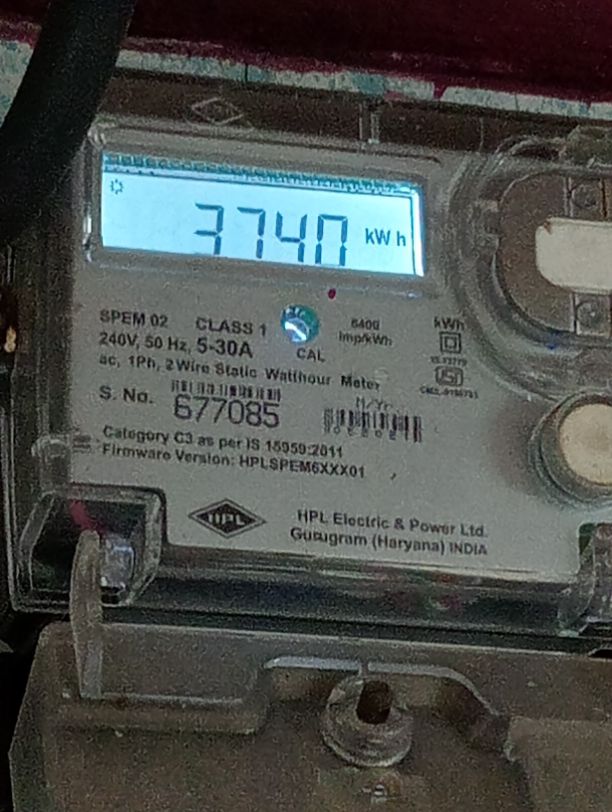 3740 kWh
SPEM 02 CLASS 1
240V, 50 Hz, 5-30A
CAL
6400
imp/kWh
kWh
ac, 1Ph, 2 Wire Static Watthour Meter
S. No. 677085
M/Yr.
Category C3 as per IS 15959:2011
Firmware Version: HPLSPEM6XXX01
HPL
HPL Electric & Power Ltd.
Gurugram (Haryana) INDIA